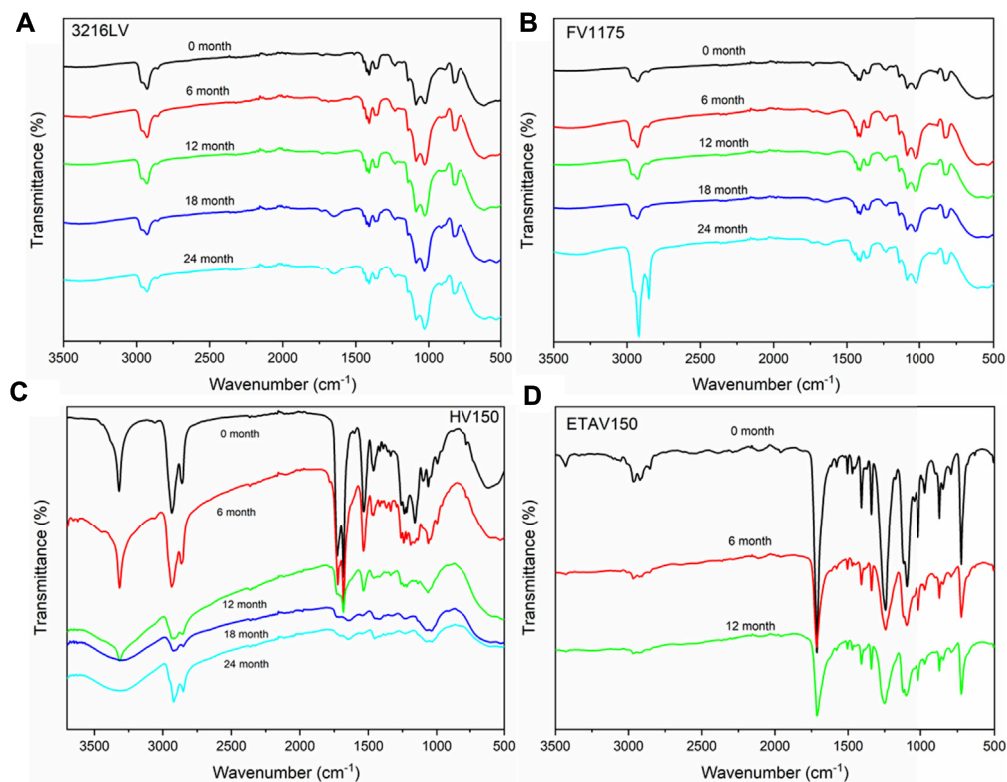 A
3216LV
0 month
6 month
12 month
18 month
24 month
Transmittance (%)
3500 3000 2500 2000 1500 1000 500
Wavenumber (cm⁻¹)
B
FV1175
0 month
6 month
12 month
18 month
24 month
Transmittance (%)
3500 3000 2500 2000 1500 1000 500
Wavenumber (cm⁻¹)
C
HV150
0 month
6 month
12 month
18 month
24 month
Transmittance (%)
3500 3000 2500 2000 1500 1000 500
Wavenumber (cm⁻¹)
D
ETAV150
0 month
6 month
12 month
Transmittance (%)
3500 3000 2500 2000 1500 1000 500
Wavenumber (cm⁻¹)